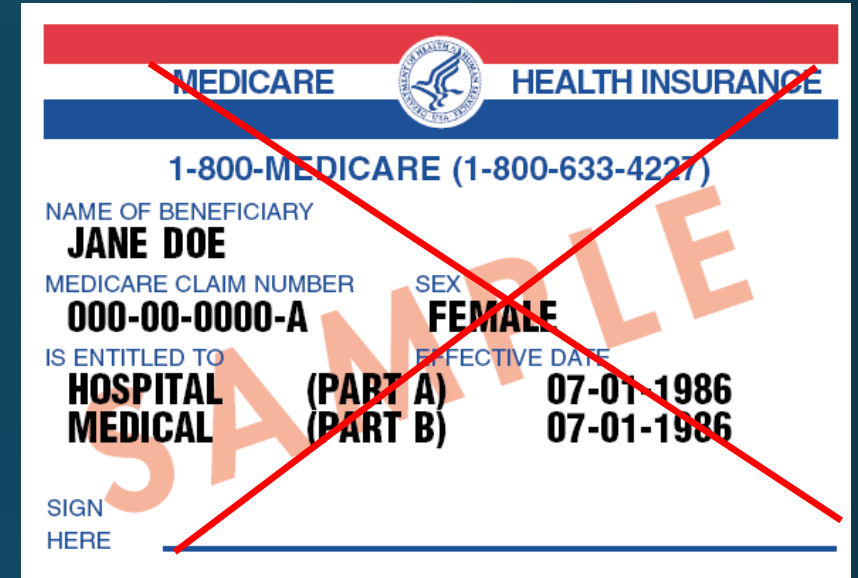 MEDICARE HEALTH INSURANCE
1-800-MEDICARE (1-800-633-4227)
NAME OF BENEFICIARY
JANE DOE
MEDICARE CLAIM NUMBER SEX
000-00-0000-A FEMALE
IS ENTITLED TO EFFECTIVE DATE
HOSPITAL (PART A) 07-01-1986
MEDICAL (PART B) 07-01-1986
SAMPLE
SIGN
HERE